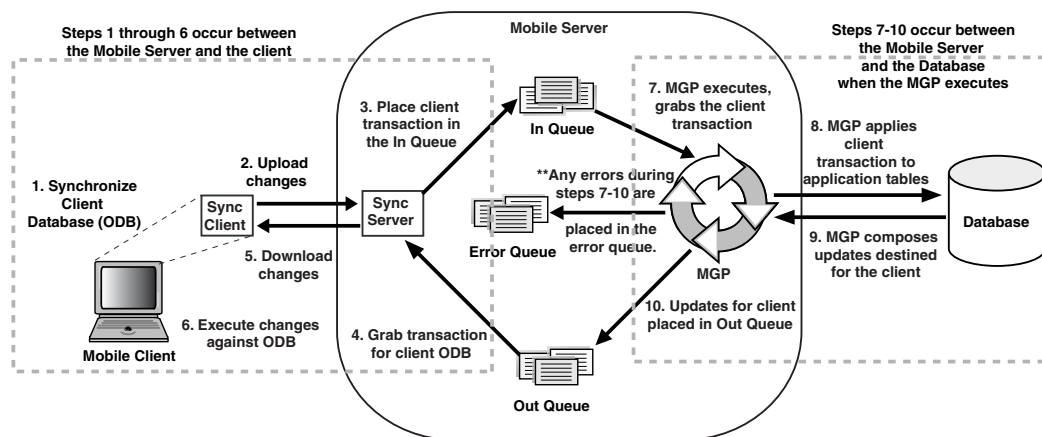 Steps 1 through 6 occur between
the Mobile Server and the client
Mobile Server
Steps 7-10 occur between
the Mobile Server
and the Database
when the MGP executes
1. Synchronize
Client
Database (ODB)
2. Upload
changes
Sync
Client
5. Download
changes
Mobile Client
6. Execute changes
against ODB
3. Place client
transaction in
the In Queue
Sync
Server
4. Grab transaction
for client ODB
In Queue
**Any errors during
steps 7-10 are
placed in the
error queue.
Error Queue
Out Queue
7. MGP executes,
grabs the client
transaction
MGP
10. Updates for client
placed in Out Queue
8. MGP applies
client
transaction to
application tables
9. MGP composes
updates destined
for the client
Database